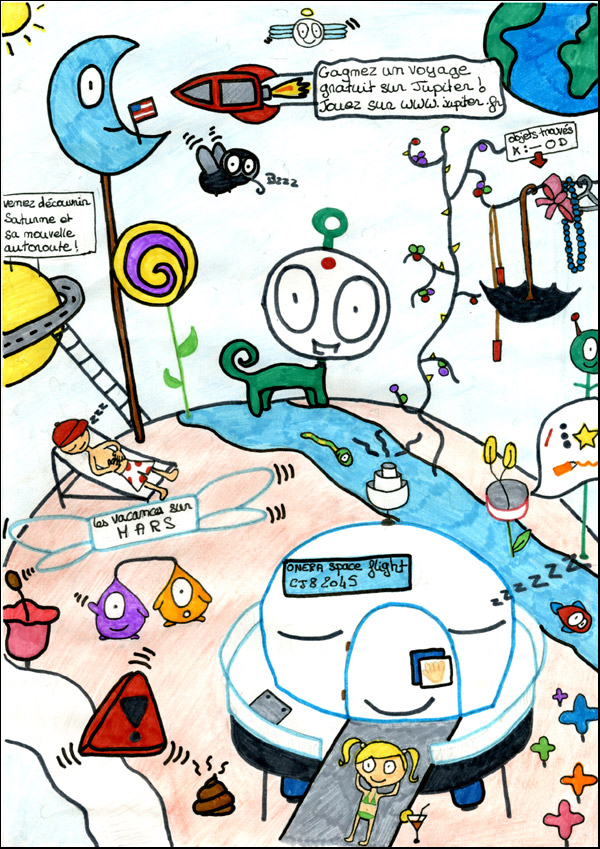 Gagnez un voyage
gratuit sur Jupiter !
Jouez sur www.jupiter.fr
objets trouvés
K:_ OD
Bzzz
venez découvrir
Saturne et
sa nouvelle
autoroute !
zzz
les vacances sur
MARS
ONERA space flight
CJ8 2045
zzzzzzz
!